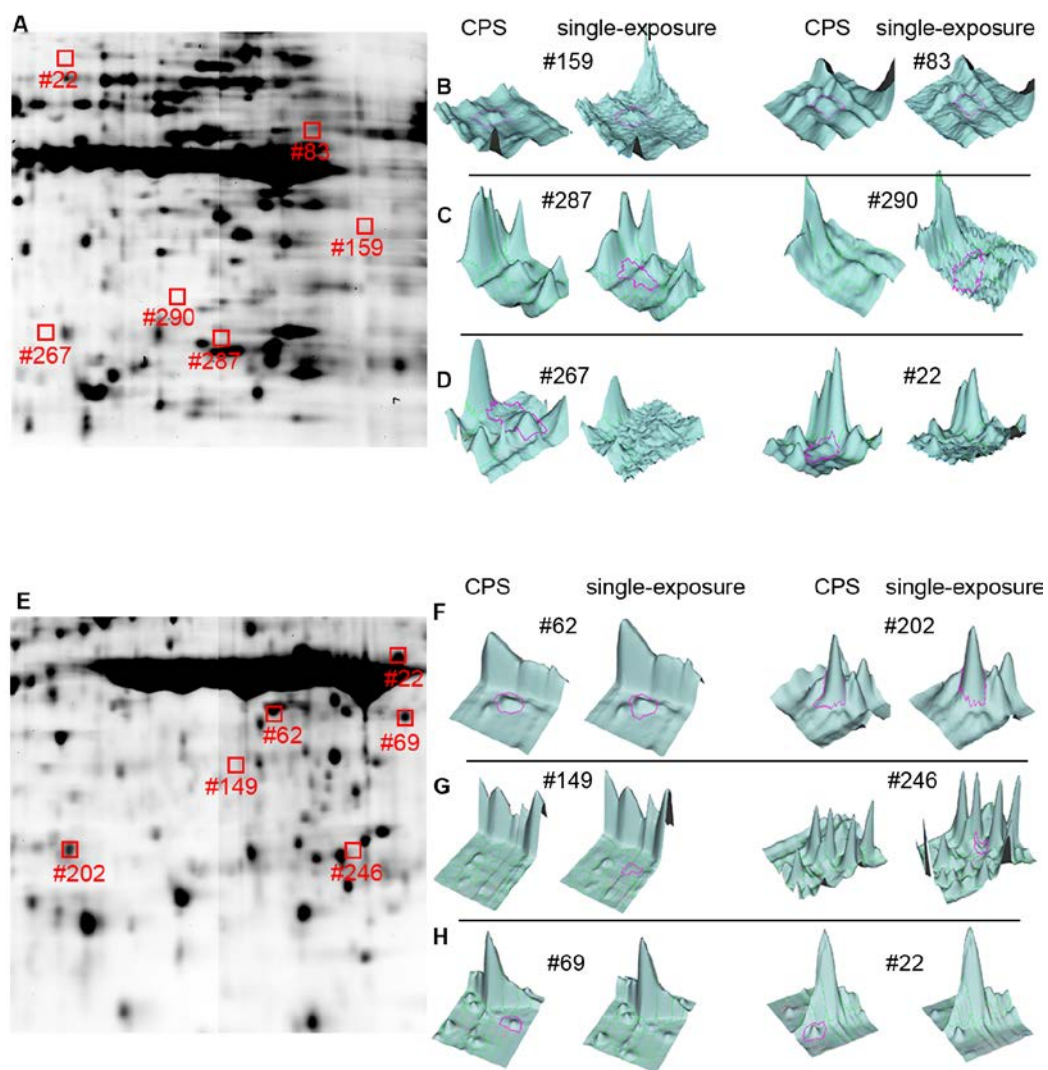 A
#22
#83
#159
#290
#267
#287
CPS single-exposure CPS single-exposure
B #159 #83
C #287 #290
D #267 #22
E
#22
#62
#69
#149
#202
#246
CPS single-exposure CPS single-exposure
F #62 #202
G #149 #246
H #69 #22